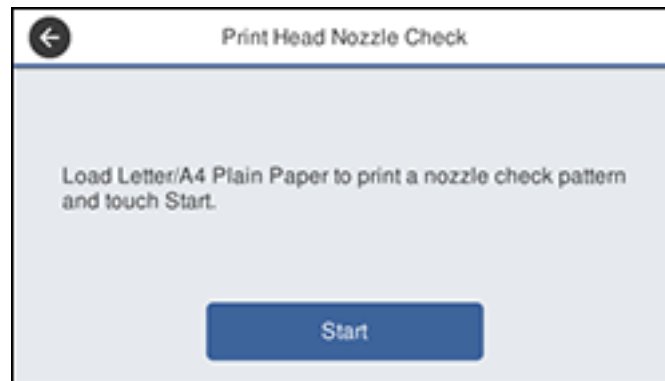 Print Head Nozzle Check
Load Letter/A4 Plain Paper to print a nozzle check pattern
and touch Start.
Start